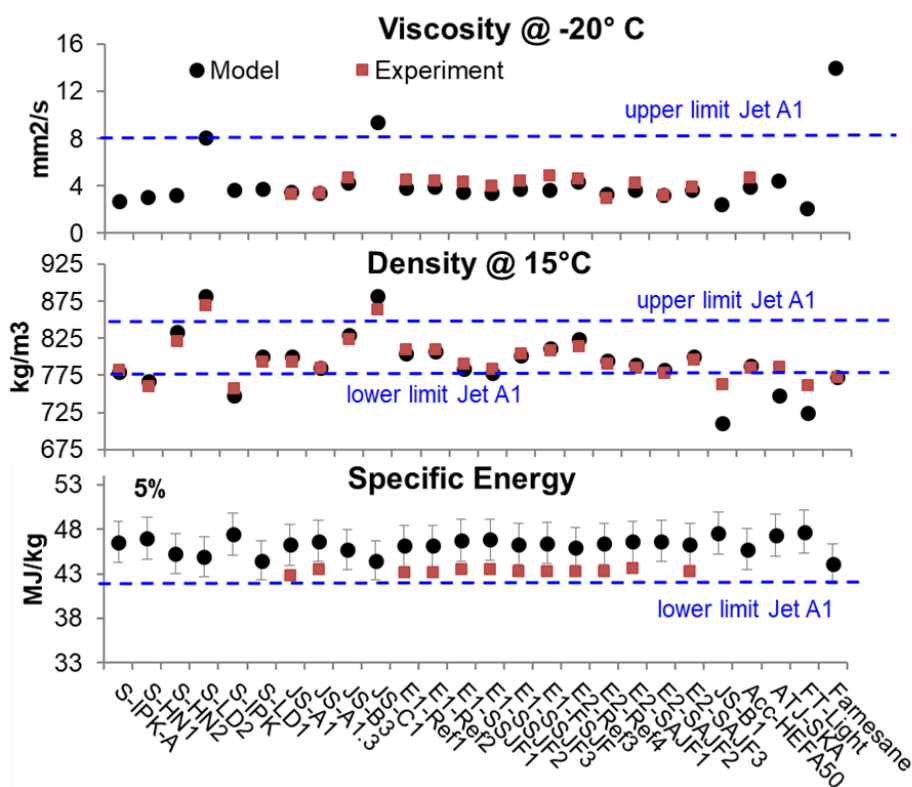 Viscosity @ -20° C
16
Model
Experiment
12
upper limit Jet A1
8
4
0
mm2/s
925
Density @ 15°C
875
upper limit Jet A1
825
775
lower limit Jet A1
725
675
kg/m3
Specific Energy
53
5%
48
43
lower limit Jet A1
38
33
MJ/kg
S-IPK-A
S-HN1
S-HN2
S-LD2
S-IPK
S-LD1
JS-A1
JS-A1.3
JS-B3
JS-C1
E1-Ref1
E1-Ref2
E1-SSJF1
E1-SSJF2
E1-SSJF3
E1-FSJF
E2-Ref3
E2-Ref4
E2-SAJF1
E2-SAJF2
E2-SAJF3
JS-B1
Acc-HEFA50
ATJ-SKA
FT-Light
Farnesane